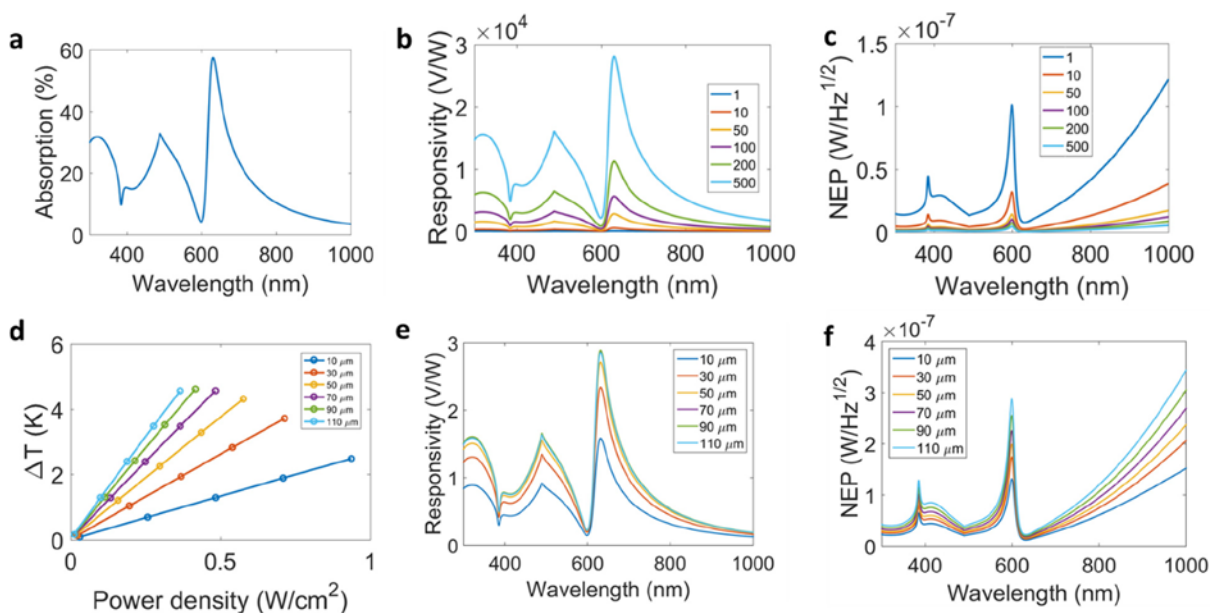 a
Absorption (%)
60
40
20
0
400 600 800 1000
Wavelength (nm)
b
×10⁴
Responsivity (V/W)
3
2
1
0
1
10
50
100
200
500
400 600 800 1000
Wavelength (nm)
c
×10⁻⁷
NEP (W/Hz^1/2)
1.5
1
0.5
0
1
10
50
100
200
500
400 600 800 1000
Wavelength (nm)
d
ΔT (K)
6
4
2
0
10 μm
30 μm
50 μm
70 μm
90 μm
110 μm
0 0.5 1
Power density (W/cm²)
e
Responsivity (V/W)
3
2
1
0
10 μm
30 μm
50 μm
70 μm
90 μm
110 μm
400 600 800 1000
Wavelength (nm)
f
×10⁻⁷
NEP (W/Hz^1/2)
4
3
2
1
0
10 μm
30 μm
50 μm
70 μm
90 μm
110 μm
400 600 800 1000
Wavelength (nm)